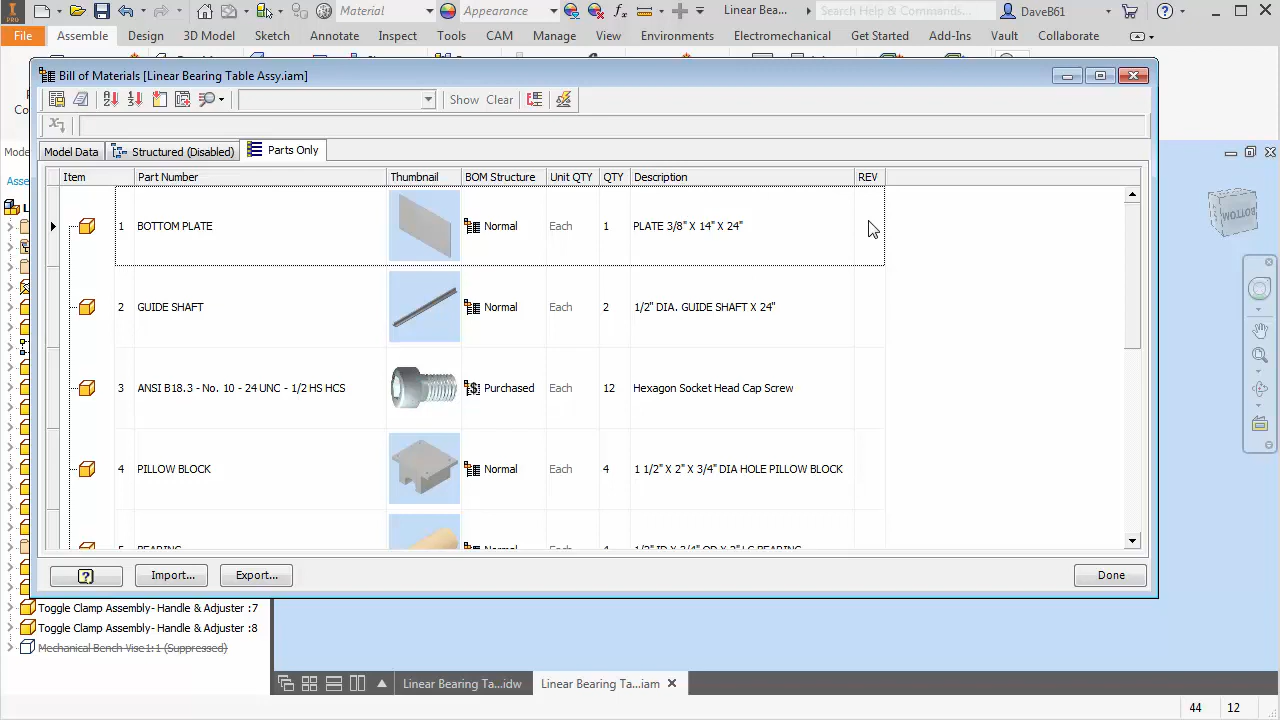 PRO
Material
Appearance
Linear Bear...
Search Help & Commands...
DaveB61
File
Assemble
Design
3D Model
Sketch
Annotate
Inspect
Tools
CAM
Manage
View
Environments
Electromechanical
Get Started
Add-Ins
Vault
Collaborate
Bill of Materials [Linear Bearing Table Assy.iam]
Show
Clear
Model Data
Structured (Disabled)
Parts Only
Item
Part Number
Thumbnail
BOM Structure
Unit QTY
QTY
Description
REV
1 BOTTOM PLATE Normal Each 1 PLATE 3/8" X 14" X 24"
2 GUIDE SHAFT Normal Each 2 1/2" DIA. GUIDE SHAFT X 24"
3 ANSI B18.3 - No. 10 - 24 UNC - 1/2 HS HCS Purchased Each 12 Hexagon Socket Head Cap Screw
4 PILLOW BLOCK Normal Each 4 1 1/2" X 2" X 3/4" DIA HOLE PILLOW BLOCK
BOTTOM
Import...
Export...
Done
Toggle Clamp Assembly- Handle & Adjuster :7
Toggle Clamp Assembly- Handle & Adjuster :8
Mechanical Bench Vise1:1 (Suppressed)
Linear Bearing Ta...idw
Linear Bearing Ta...iam
44
12